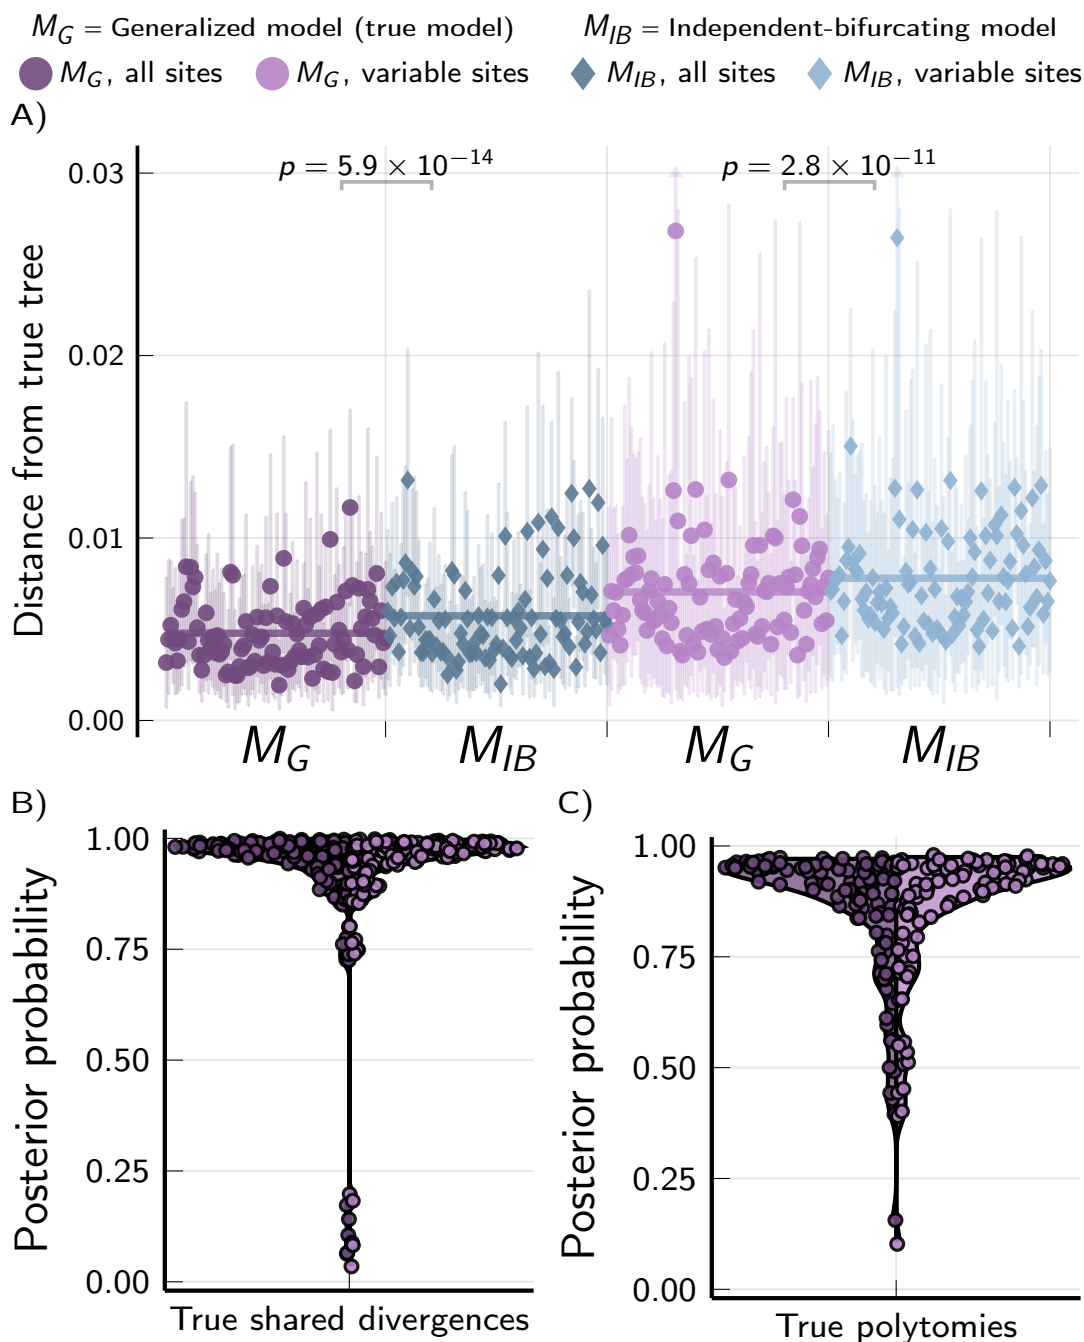 M_G = Generalized model (true model) M_IB = Independent-bifurcating model
M_G, all sites M_G, variable sites M_IB, all sites M_IB, variable sites
A)
p = 5.9 × 10^−14 p = 2.8 × 10^−11
Distance from true tree
0.03
0.02
0.01
0.00
M_G M_IB M_G M_IB
B)
Posterior probability
1.00
0.75
0.50
0.25
0.00
True shared divergences
C)
Posterior probability
1.00
0.75
0.50
0.25
0.00
True polytomies